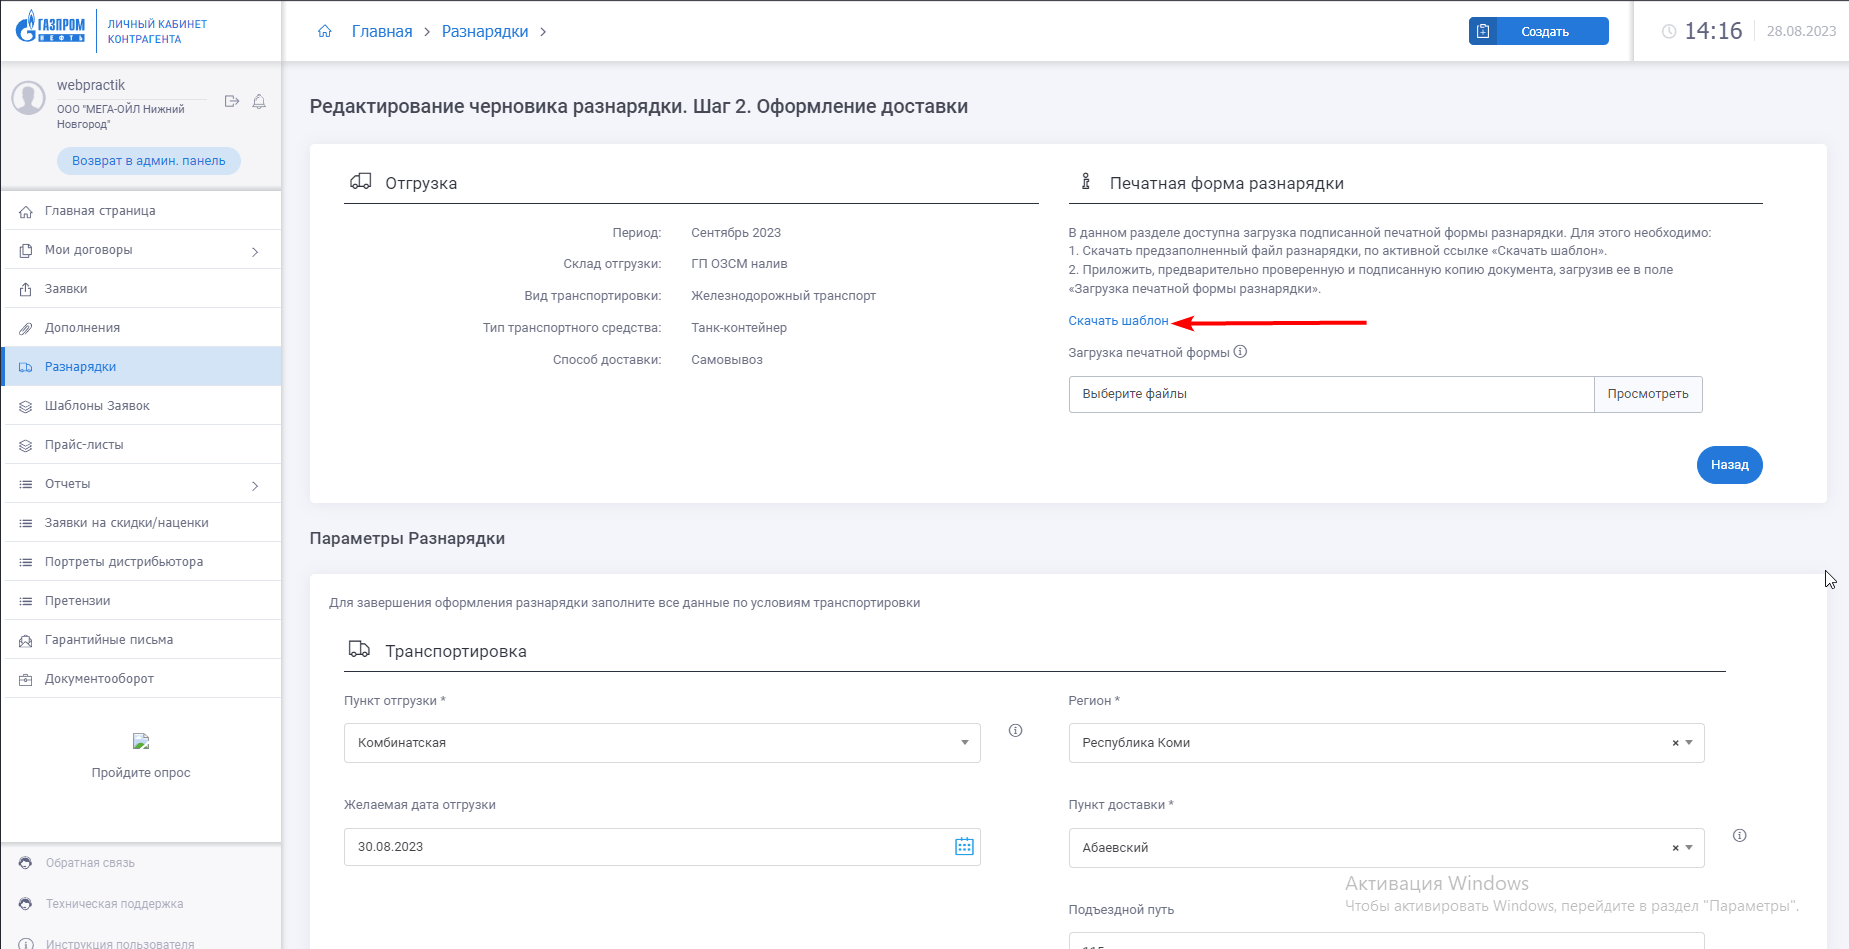 ГАЗПРОМ
НЕФТЬ
ЛИЧНЫЙ КАБИНЕТ
КОНТРАГЕНТА
Главная
Разнарядки
Создать
14:16
28.08.2023
webpractik
ООО "МЕГА-ОЙЛ Нижний
Новгород"
Возврат в админ. панель
Главная страница
Мои договоры
Заявки
Дополнения
Разнарядки
Шаблоны Заявок
Прайс-листы
Отчеты
Заявки на скидки/наценки
Портреты дистрибьютора
Претензии
Гарантийные письма
Документооборот
Пройдите опрос
Обратная связь
Техническая поддержка
Инструкция пользователя
Редактирование черновика разнарядки. Шаг 2. Оформление доставки
Отгрузка
Период: Сентябрь 2023
Склад отгрузки: ГП ОЗСМ налив
Вид транспортировки: Железнодорожный транспорт
Тип транспортного средства: Танк-контейнер
Способ доставки: Самовывоз
Печатная форма разнарядки
В данном разделе доступна загрузка подписанной печатной формы разнарядки. Для этого необходимо:
1. Скачать предзаполненный файл разнарядки, по активной ссылке «Скачать шаблон».
2. Приложить, предварительно проверенную и подписанную копию документа, загрузив ее в поле
«Загрузка печатной формы разнарядки».
Скачать шаблон
Загрузка печатной формы
Выберите файлы
Просмотреть
Назад
Параметры Разнарядки
Для завершения оформления разнарядки заполните все данные по условиям транспортировки
Транспортировка
Пункт отгрузки *
Комбинатская
Регион *
Республика Коми
×
Желаемая дата отгрузки
30.08.2023
Пункт доставки *
Абаевский
×
Подъездной путь
Активация Windows
Чтобы активировать Windows, перейдите в раздел "Параметры".